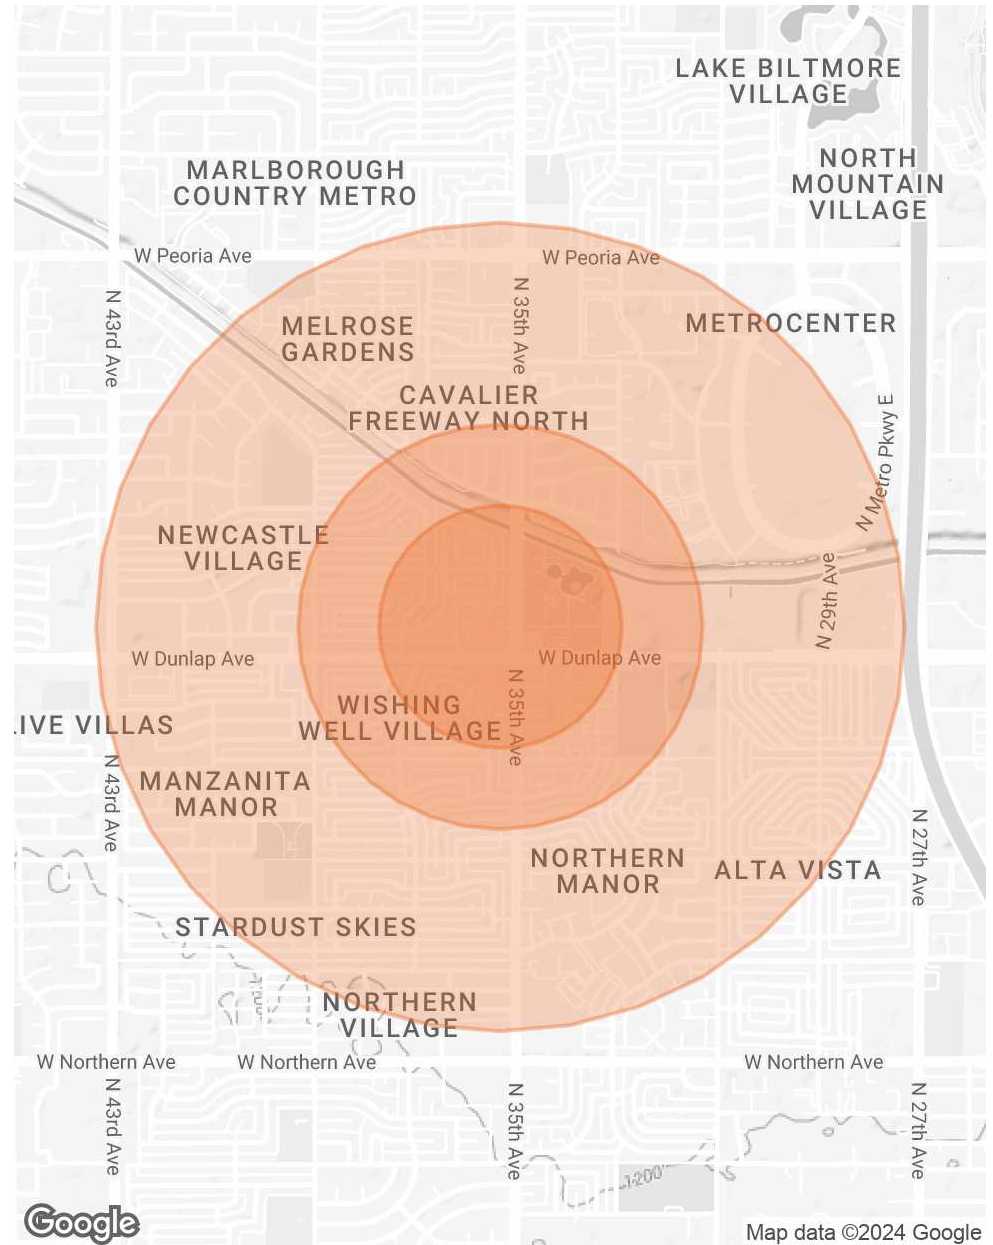 LAKE BILTMORE
VILLAGE
MARLBOROUGH
COUNTRY METRO
NORTH
MOUNTAIN
VILLAGE
W Peoria Ave
W Peoria Ave
N 43rd Ave
N 35th Ave
MELROSE
GARDENS
METROCENTER
CAVALIER
FREEWAY NORTH
N Metro Pkwy E
NEWCASTLE
VILLAGE
N 29th Ave
W Dunlap Ave
W Dunlap Ave
WISHING
WELL VILLAGE
N 35th Ave
LIVE VILLAS
N 43rd Ave
MANZANITA
MANOR
NORTHERN
MANOR
ALTA VISTA
N 27th Ave
STARDUST SKIES
1200
NORTHERN
VILLAGE
W Northern Ave
W Northern Ave
W Northern Ave
N 43rd Ave
N 35th Ave
N 27th Ave
1200
Google
Map data ©2024 Google